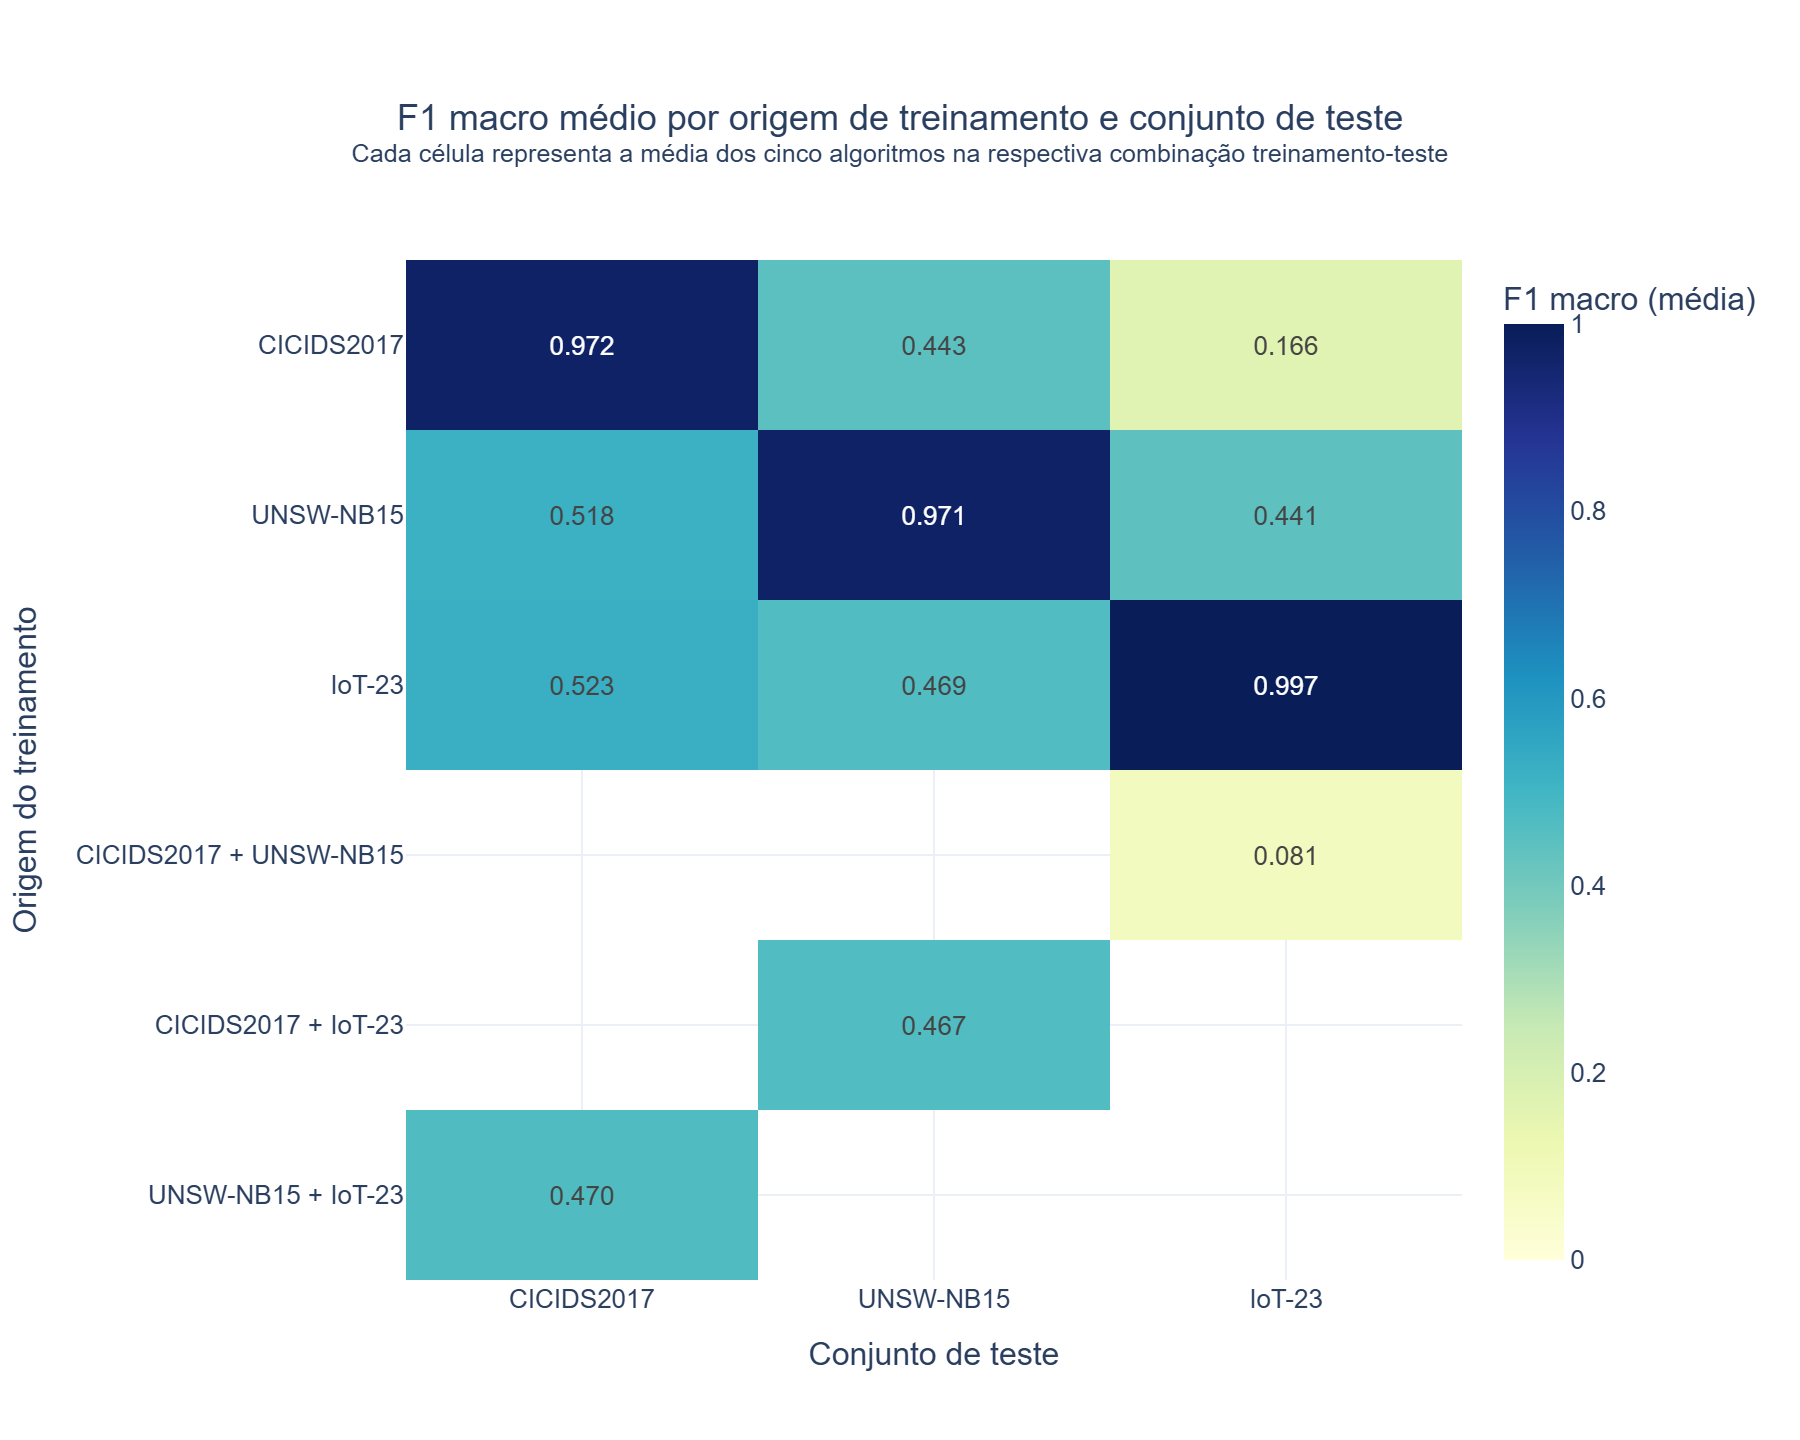 F1 macro médio por origem de treinamento e conjunto de teste
Cada célula representa a média dos cinco algoritmos na respectiva combinação treinamento-teste
F1 macro (média)
1
0.8
0.6
0.4
0.2
0
Origem do treinamento
CICIDS2017 0.972 0.443 0.166
UNSW-NB15 0.518 0.971 0.441
IoT-23 0.523 0.469 0.997
CICIDS2017 + UNSW-NB15 0.081
CICIDS2017 + IoT-23 0.467
UNSW-NB15 + IoT-23 0.470
CICIDS2017 UNSW-NB15 IoT-23
Conjunto de teste